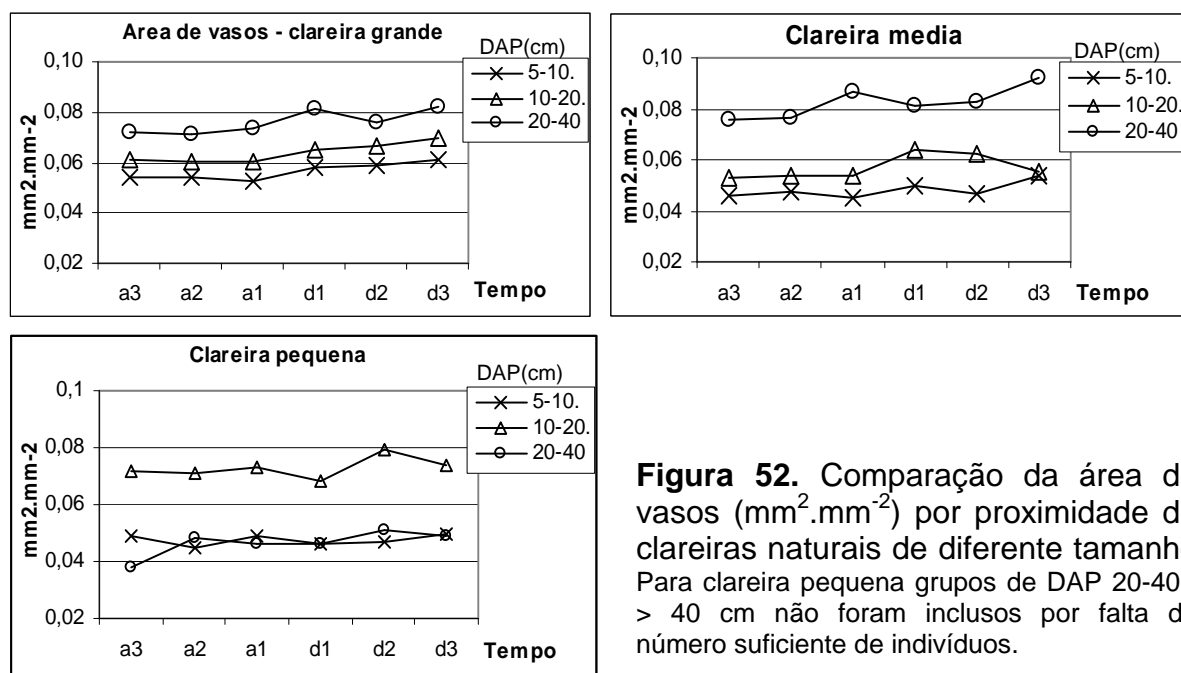 Area de vasos - clareira grande
DAP(cm)
5-10.
10-20.
20-40
0,10
0,08
0,06
0,04
0,02
mm2.mm-2
a3 a2 a1 d1 d2 d3 Tempo
Clareira media
DAP(cm)
5-10.
10-20.
20-40
0,10
0,08
0,06
0,04
0,02
mm2.mm-2
a3 a2 a1 d1 d2 d3 Tempo
Clareira pequena
DAP(cm)
5-10.
10-20.
20-40
0,1
0,08
0,06
0,04
0,02
mm2.mm-2
a3 a2 a1 d1 d2 d3 Tempo
Figura 52. Comparação da área d
vasos (mm².mm⁻²) por proximidade d
clareiras naturais de diferente tamanh
Para clareira pequena grupos de DAP 20-40
> 40 cm não foram inclusos por falta d
número suficiente de indivíduos.